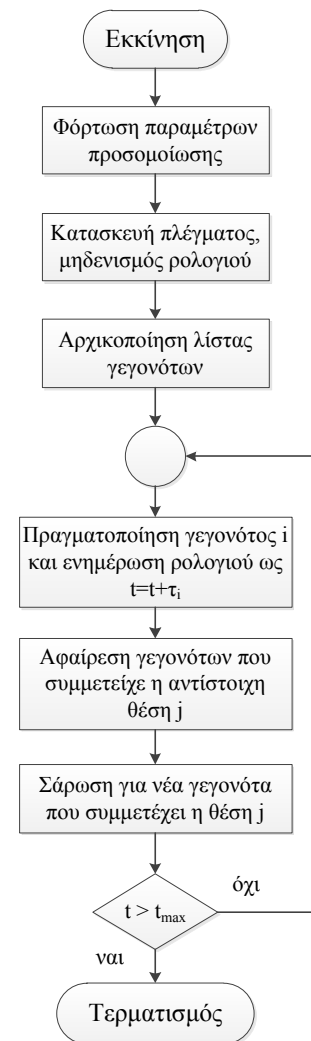 Εκκίνηση
Φόρτωση παραμέτρων
προσομοίωσης
Κατασκευή πλέγματος,
μηδενισμός ρολογιού
Αρχικοποίηση λίστας
γεγονότων
Πραγματοποίηση γεγονότος i
και ενημέρωση ρολογιού ως
t=t+τᵢ
Αφαίρεση γεγονότων που
συμμετείχε η αντίστοιχη
θέση j
Σάρωση για νέα γεγονότα
που συμμετέχει η θέση j
t > tmax
όχι
ναι
Τερματισμός